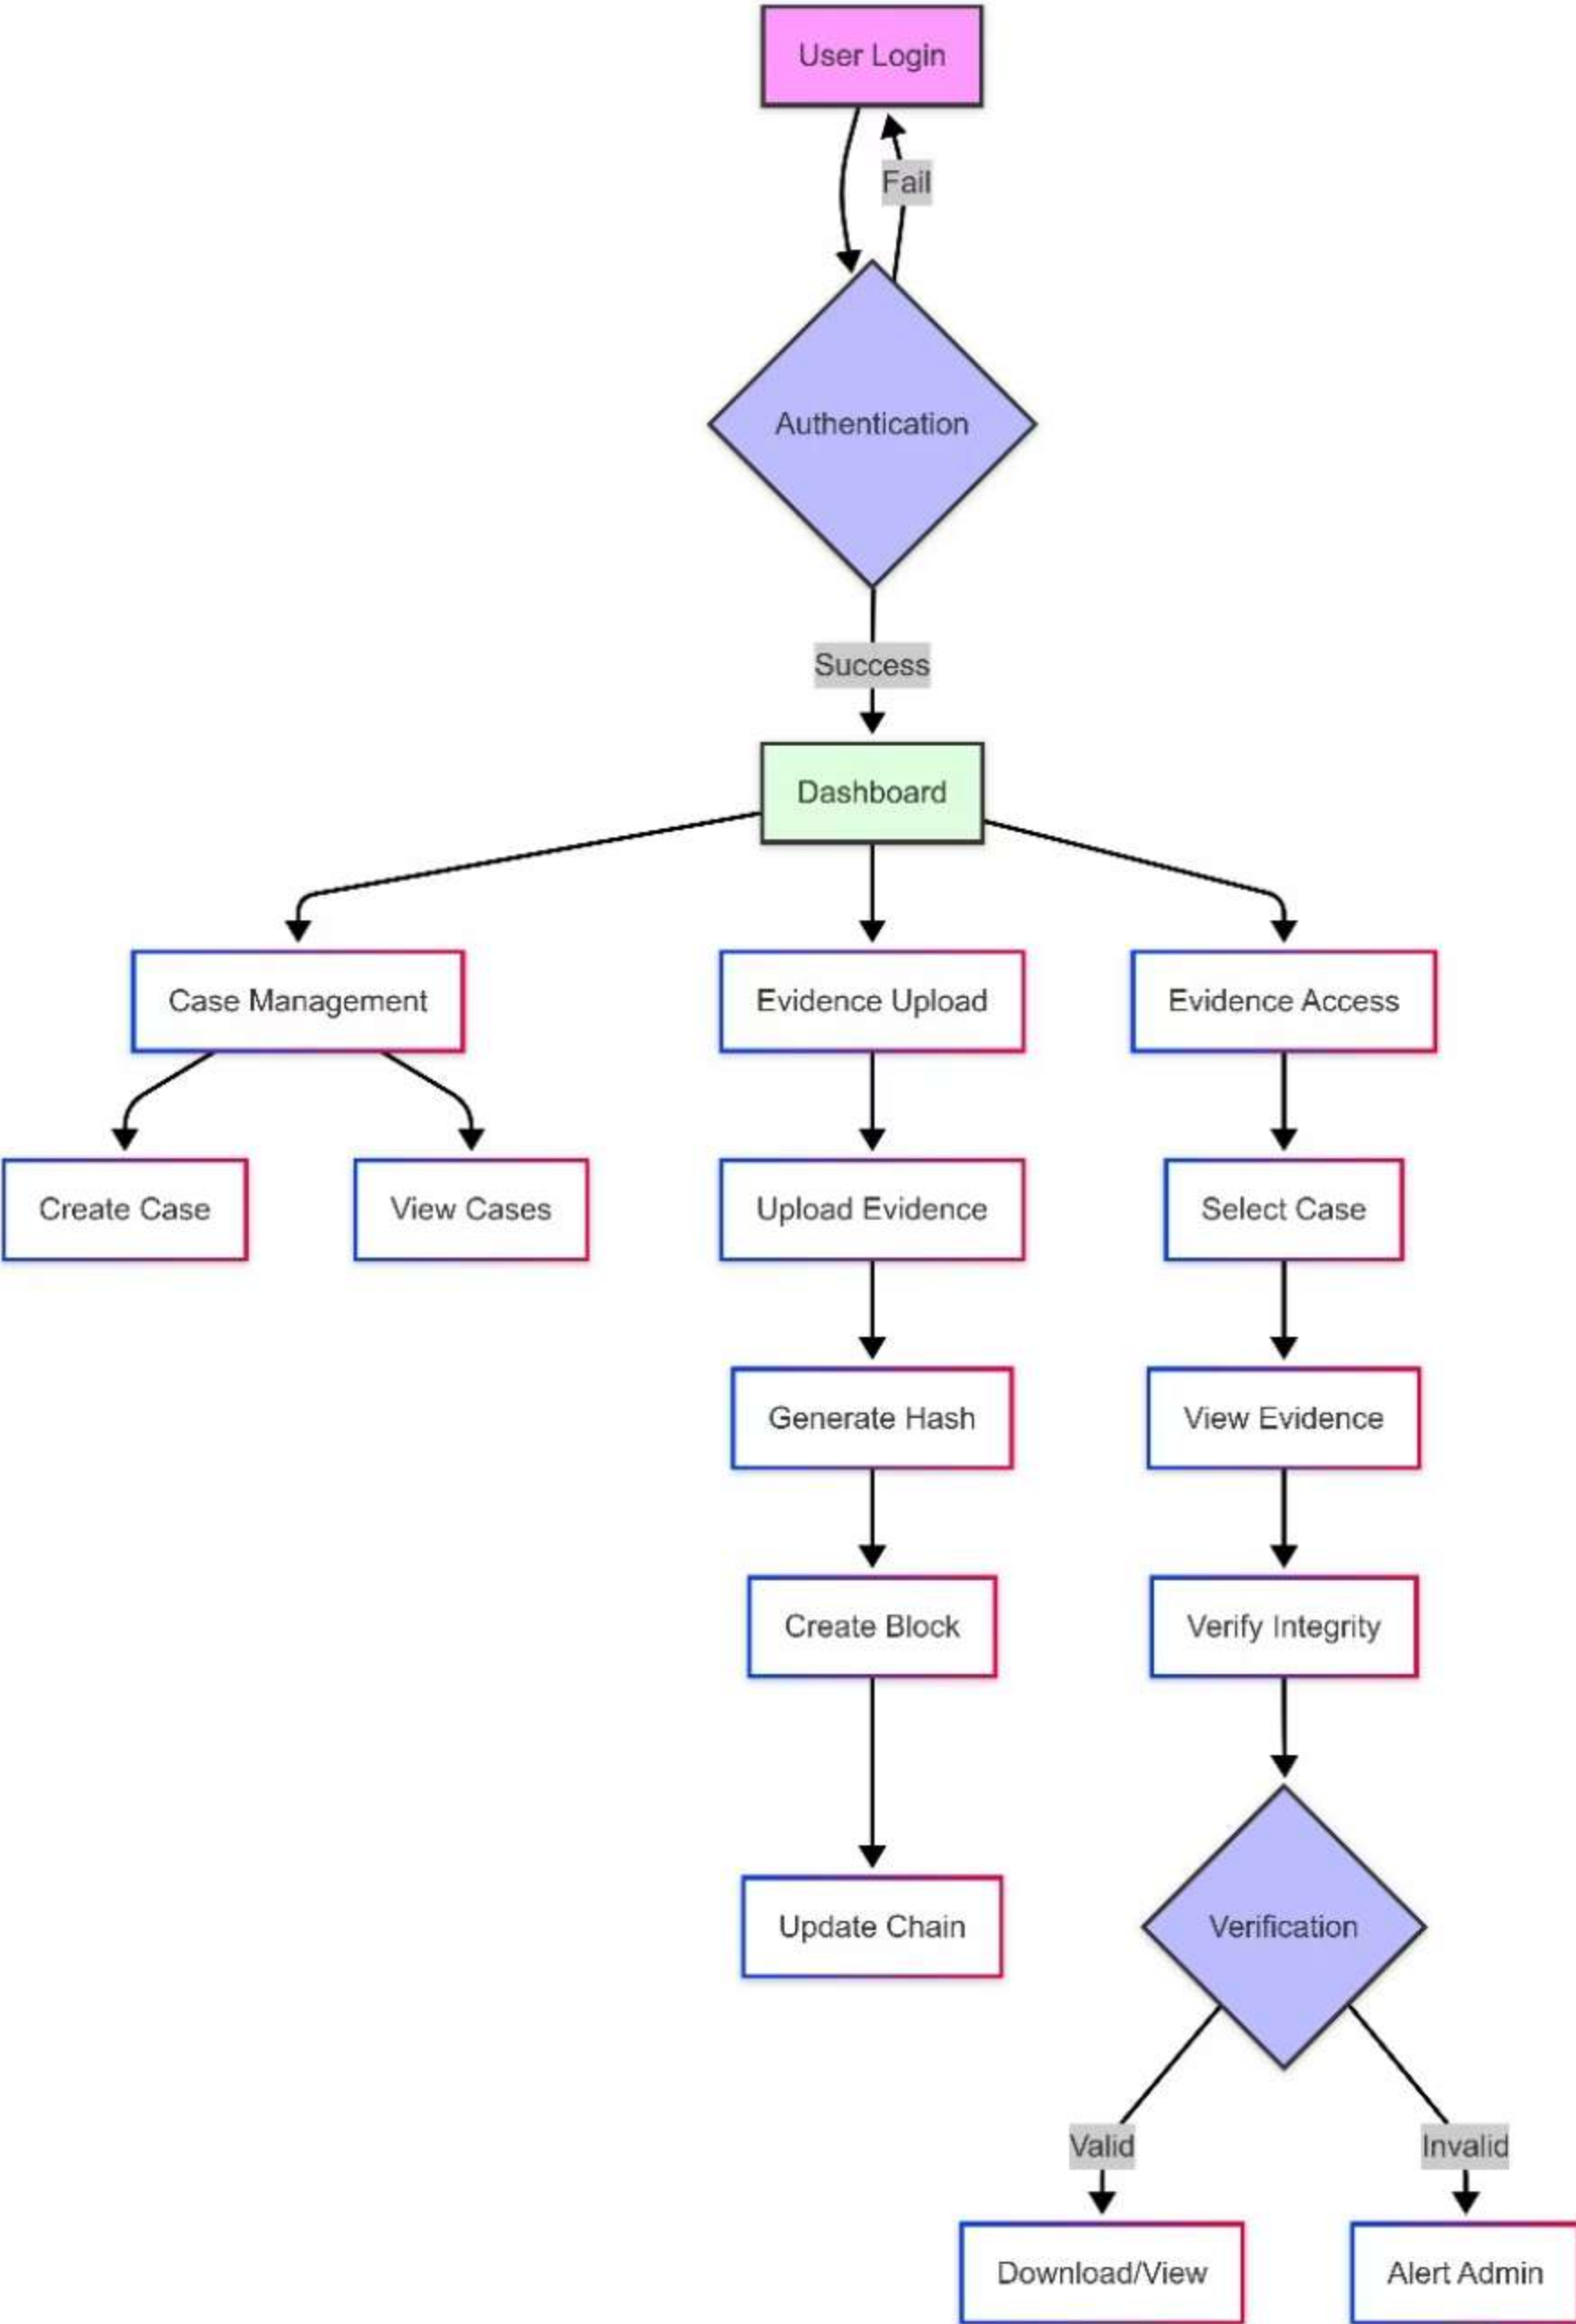 User Login
Fail
Authentication
Success
Dashboard
Case Management
Evidence Upload
Evidence Access
Create Case
View Cases
Upload Evidence
Select Case
Generate Hash
View Evidence
Create Block
Verify Integrity
Update Chain
Verification
Valid
Invalid
Download/View
Alert Admin